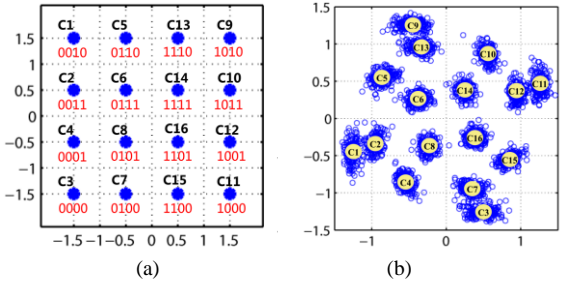 C1 C5 C13 C9
1.5
0010 0110 1110 1010
1
C2 C6 C14 C10
0.5
0011 0111 1111 1011
0
C4 C8 C16 C12
−0.5
0001 0101 1101 1001
−1
C3 C7 C15 C11
−1.5
0000 0100 1100 1000
−1.5 −1 −0.5 0 0.5 1 1.5
(a)
1.5
C9
C13
1
C10
C5
0.5
C6 C14 C12 C11
0
C16
C8
C1 C2
−0.5
C15
C4
C7
−1
C3
−1.5
−1 0 1
(b)